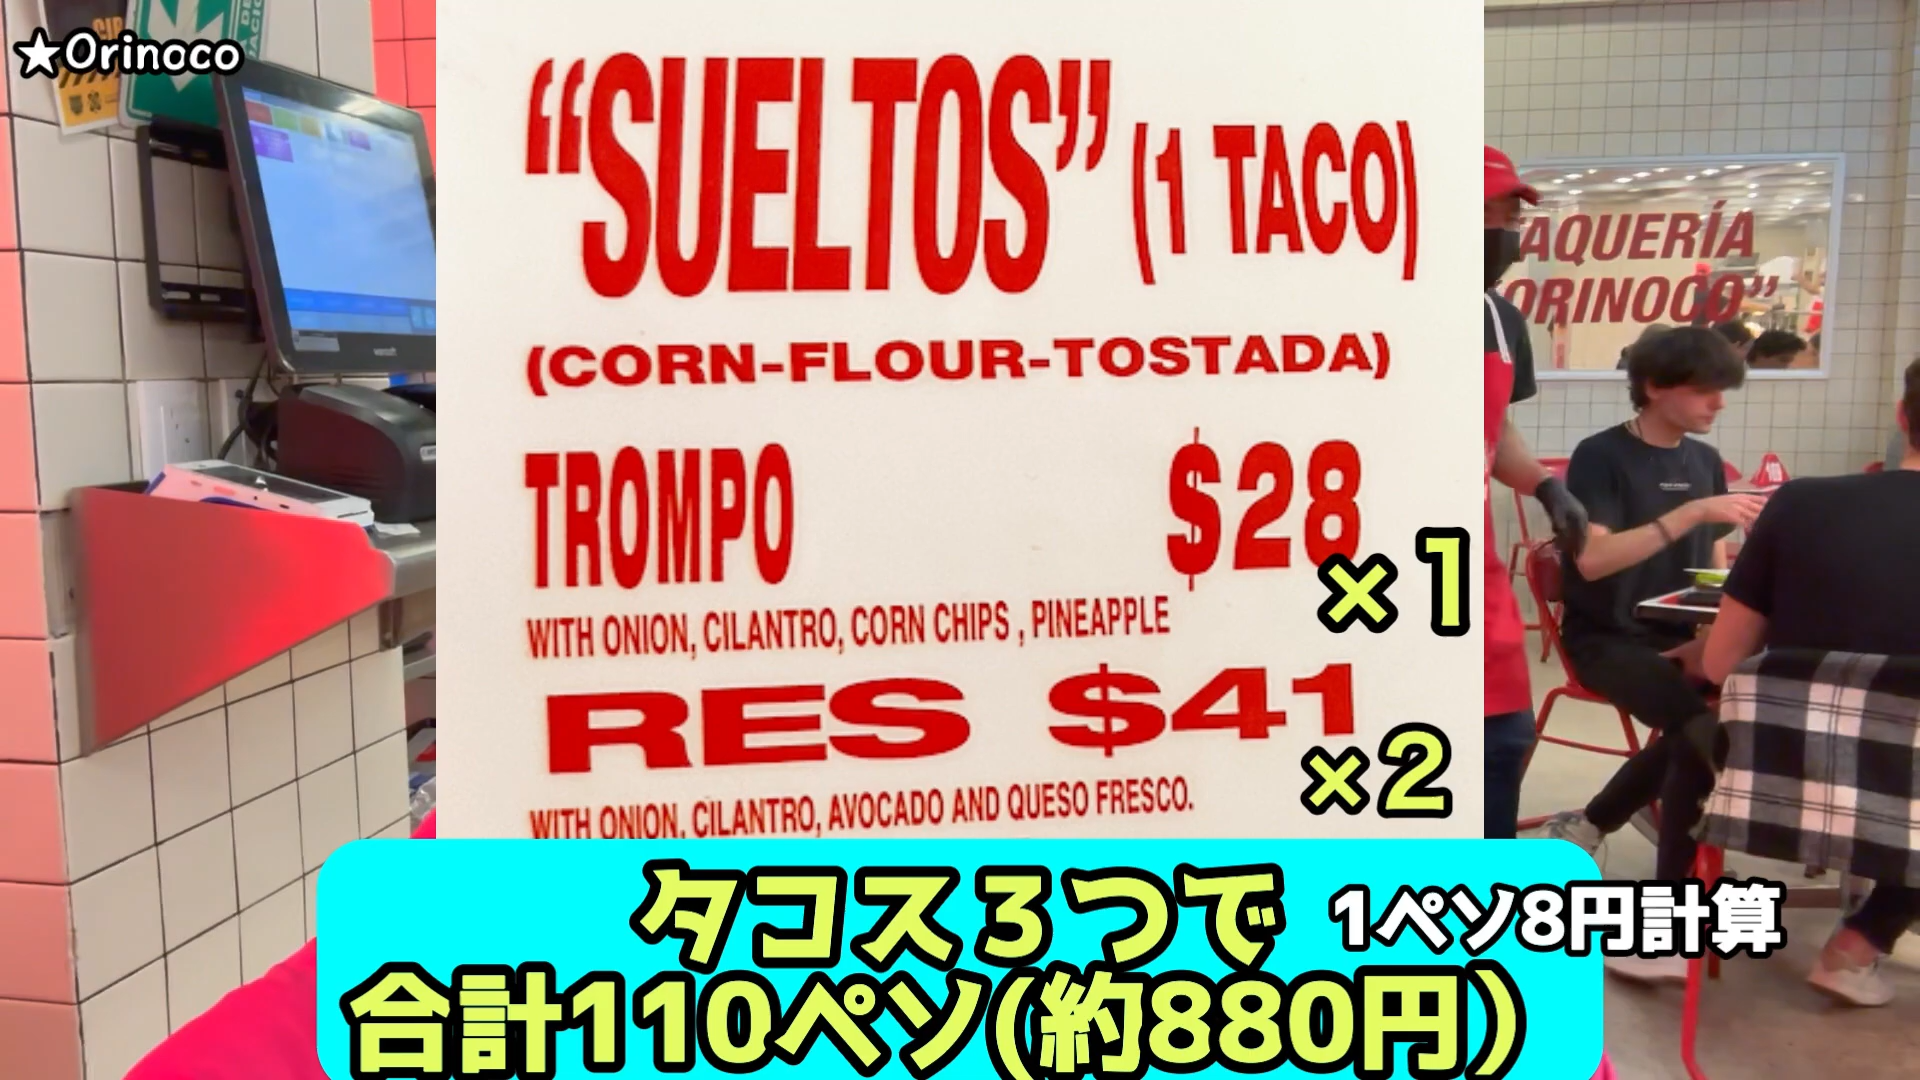 ★Orinoco
“SUELTOS” (1 TACO)
(CORN-FLOUR-TOSTADA)
TROMPO $28
×1
WITH ONION, CILANTRO, CORN CHIPS , PINEAPPLE
RES $41
×2
WITH ONION, CILANTRO, AVOCADO AND QUESO FRESCO.
AQUERÍA
ORINOCO”
タコス3つで
1ペソ8円計算
合計110ペソ(約880円)